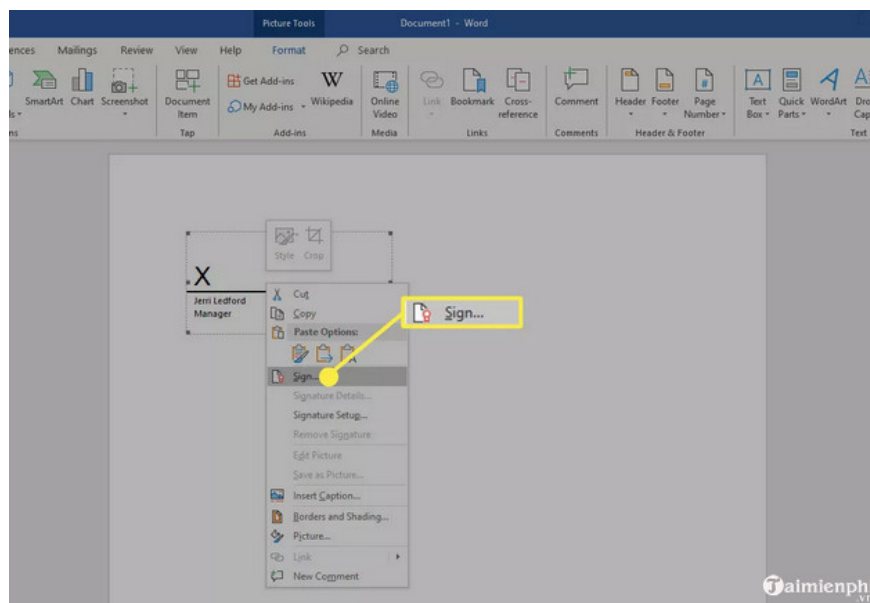 Picture Tools
Document1 - Word
ences Mailings Review View Help Format Search
SmartArt Chart Screenshot
Document Item
Get Add-ins
My Add-ins
Wikipedia
Online Video
Link Bookmark Cross-reference
Comment
Header Footer Page Number
Text Box Quick Parts WordArt Dro Cap
ns Tap Add-ins Media Links Comments Header & Footer Text
Style Crop
X
Jerri Ledford
Manager
Cut
Copy
Paste Options:
Sign...
Sign...
Signature Details...
Signature Setup...
Remove Signature
Edit Picture
Save as Picture...
Insert Caption...
Borders and Shading...
Picture...
Link
New Comment
Taimienph
.vn